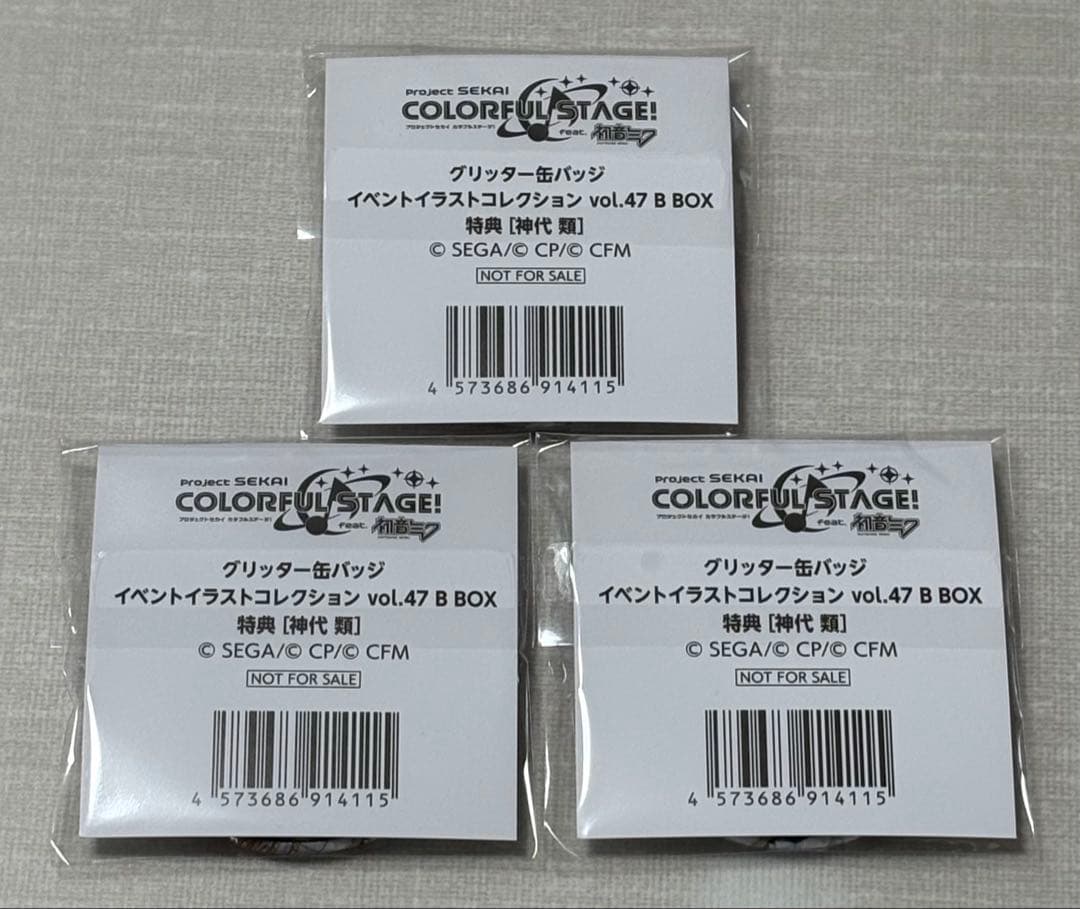 Project SEKAI
COLORFUL STAGE!
プロジェクトセカイ カラフルステージ!
feat. 初音ミク
グリッター缶バッジ
イベントイラストコレクション vol.47 B BOX
特典 [神代 類]
© SEGA/© CP/© CFM
NOT FOR SALE
4 573686 914115
Project SEKAI
COLORFUL STAGE!
プロジェクトセカイ カラフルステージ!
feat. 初音ミク
グリッター缶バッジ
イベントイラストコレクション vol.47 B BOX
特典 [神代 類]
© SEGA/© CP/© CFM
NOT FOR SALE
4 573686 914115
Project SEKAI
COLORFUL STAGE!
プロジェクトセカイ カラフルステージ!
feat. 初音ミク
グリッター缶バッジ
イベントイラストコレクション vol.47 B BOX
特典 [神代 類]
© SEGA/© CP/© CFM
NOT FOR SALE
4 573686 914115